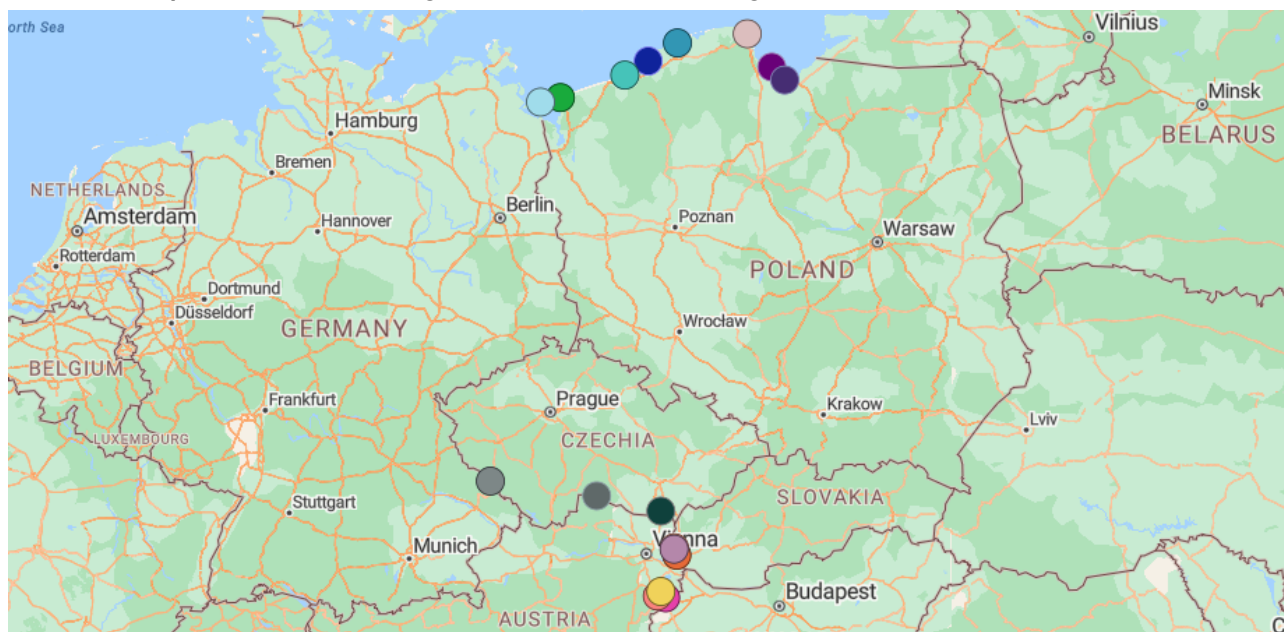 orth Sea
Vilnius
Minsk
Hamburg
BELARUS
Bremen
NETHERLANDS
Berlin
Amsterdam
Hannover
Poznan
Warsaw
Rotterdam
POLAND
Dortmund
Düsseldorf
Wrocław
GERMANY
BELGIUM
Prague
Frankfurt
Krakow
Lviv
LUXEMBOURG
CZECHIA
SLOVAKIA
Stuttgart
Munich
Budapest
AUSTRIA